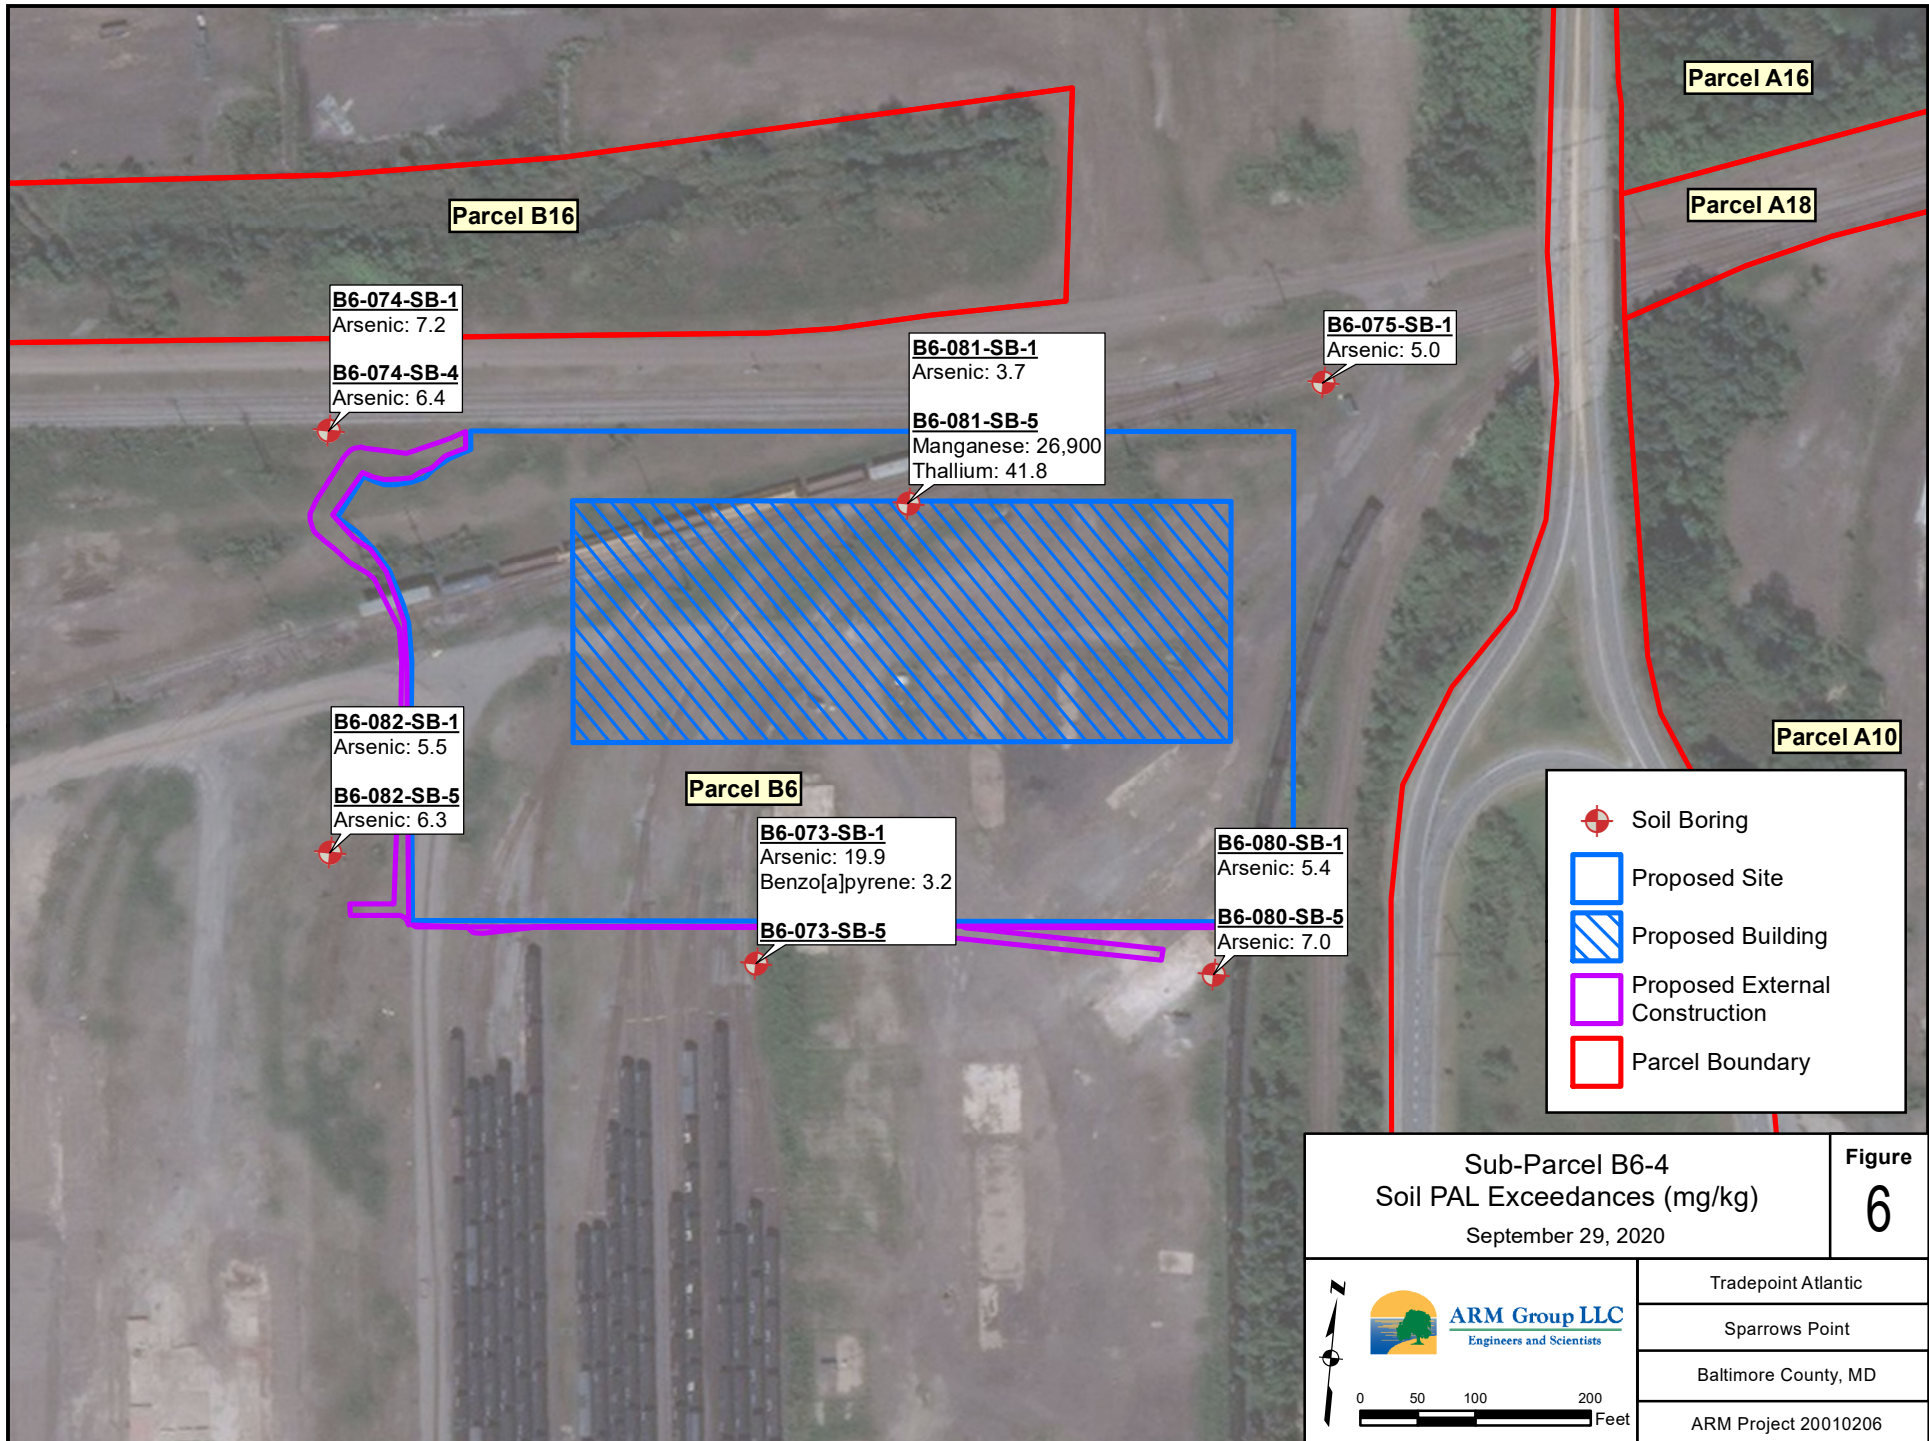 Parcel A16
Parcel A18
Parcel B16
B6-074-SB-1
Arsenic: 7.2
B6-074-SB-4
Arsenic: 6.4
B6-081-SB-1
Arsenic: 3.7
B6-081-SB-5
Manganese: 26,900
Thallium: 41.8
B6-075-SB-1
Arsenic: 5.0
B6-082-SB-1
Arsenic: 5.5
B6-082-SB-5
Arsenic: 6.3
Parcel B6
B6-073-SB-1
Arsenic: 19.9
Benzo[a]pyrene: 3.2
B6-073-SB-5
B6-080-SB-1
Arsenic: 5.4
B6-080-SB-5
Arsenic: 7.0
Parcel A10
Soil Boring
Proposed Site
Proposed Building
Proposed External
Construction
Parcel Boundary
Sub-Parcel B6-4
Soil PAL Exceedances (mg/kg)
September 29, 2020
Figure
6
N
ARM Group LLC
Engineers and Scientists
0 50 100 200
Feet
Tradepoint Atlantic
Sparrows Point
Baltimore County, MD
ARM Project 20010206